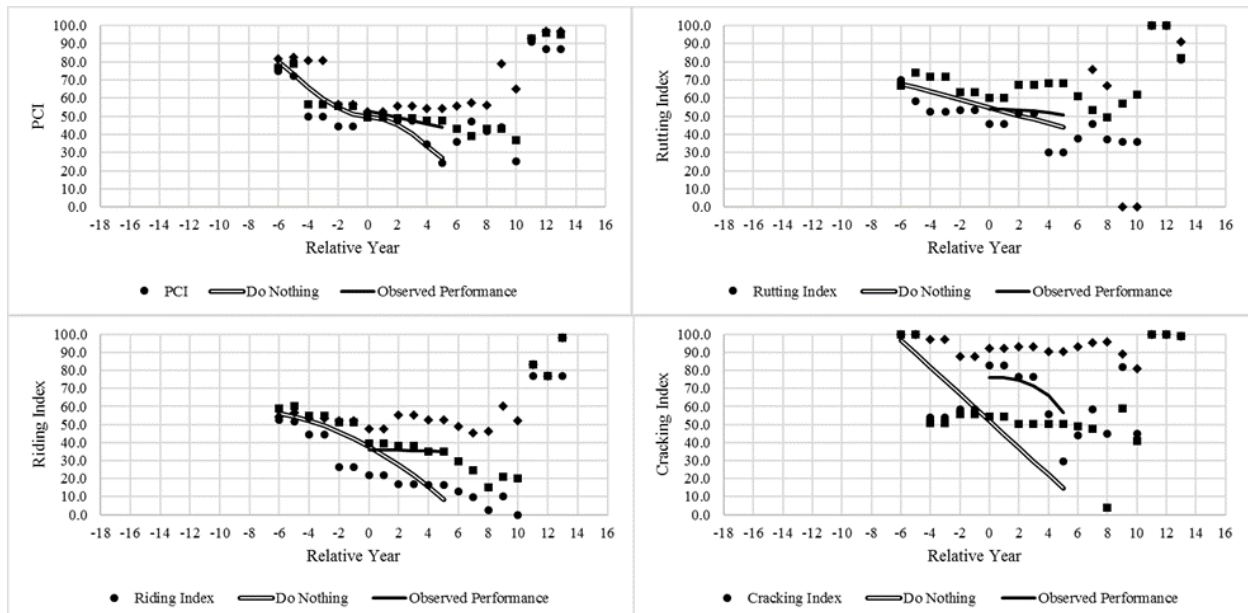 100.0
90.0
80.0
70.0
60.0
50.0
40.0
30.0
20.0
10.0
0.0
PCI
-18 -16 -14 -12 -10 -8 -6 -4 -2 0 2 4 6 8 10 12 14 16
Relative Year
PCI Do Nothing Observed Performance
100.0
90.0
80.0
70.0
60.0
50.0
40.0
30.0
20.0
10.0
0.0
Rutting Index
-18 -16 -14 -12 -10 -8 -6 -4 -2 0 2 4 6 8 10 12 14 16
Relative Year
Rutting Index Do Nothing Observed Performance
100.0
90.0
80.0
70.0
60.0
50.0
40.0
30.0
20.0
10.0
0.0
Riding Index
-18 -16 -14 -12 -10 -8 -6 -4 -2 0 2 4 6 8 10 12 14 16
Relative Year
Riding Index Do Nothing Observed Performance
100.0
90.0
80.0
70.0
60.0
50.0
40.0
30.0
20.0
10.0
0.0
Cracking Index
-18 -16 -14 -12 -10 -8 -6 -4 -2 0 2 4 6 8 10 12 14 16
Relative Year
Cracking Index Do Nothing Observed Performance